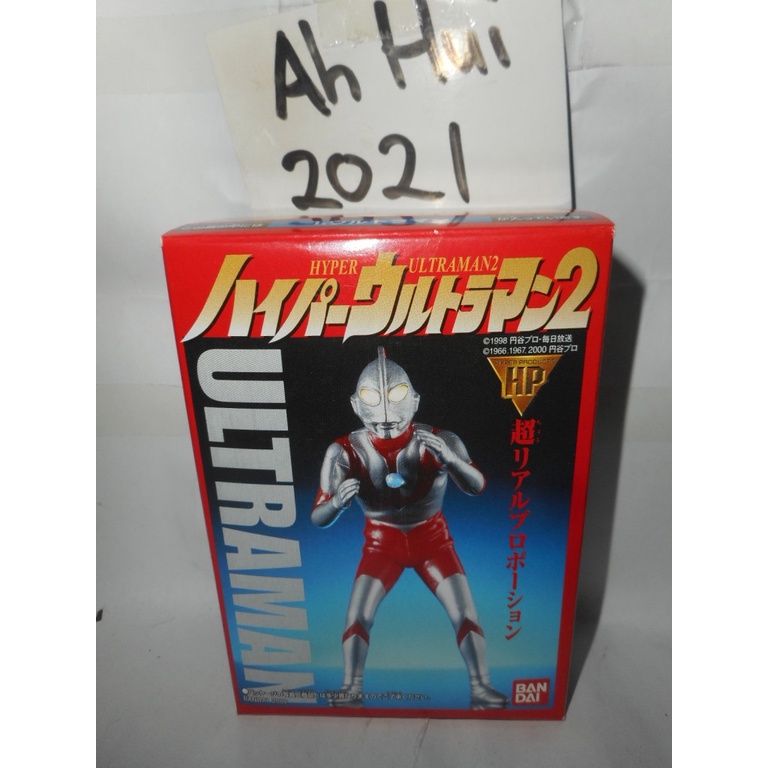 Ah Hui
2021
HYPER ULTRAMAN2
ハイパーウルトラマン2
©1998 円谷プロ・毎日放送
©1966.1967.2000 円谷プロ
HP
超リアルプロポーション
ULTRAMAN
BAN
DAI